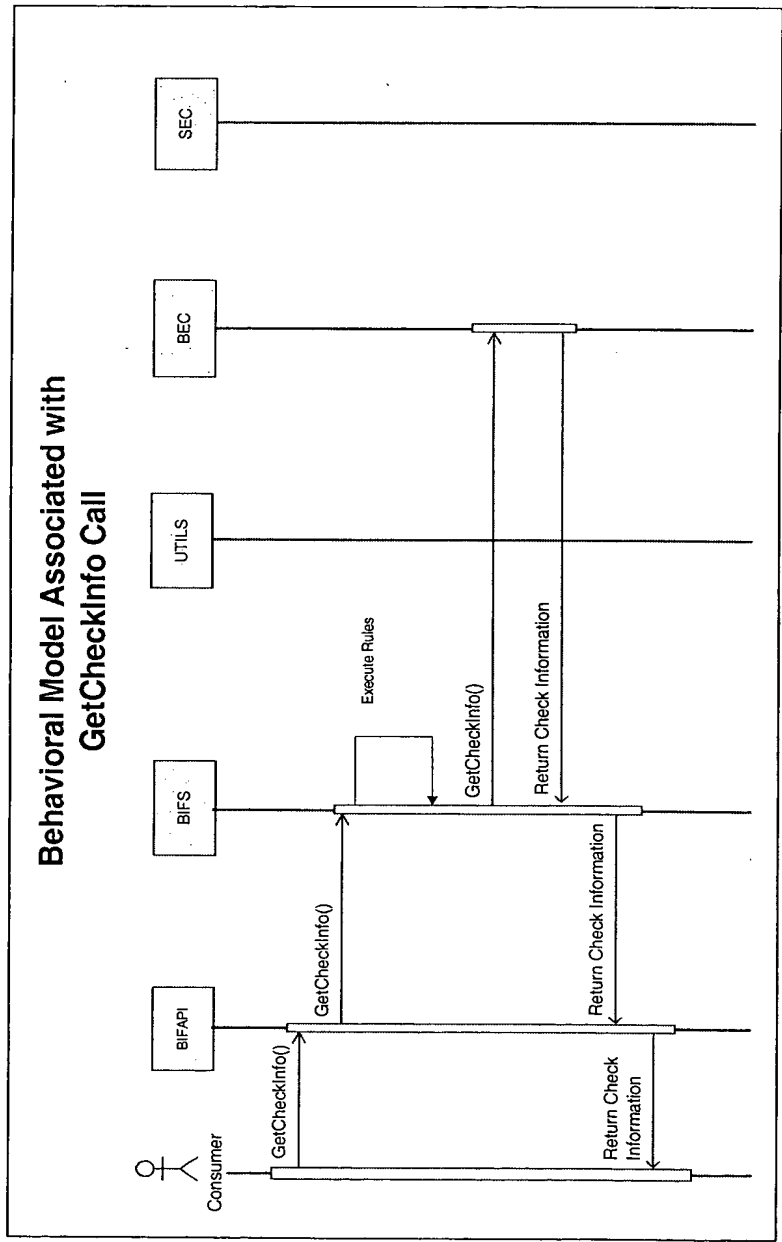 Behavioral Model Associated with
GetCheckInfo Call
Consumer
BIFAPI
BIFS
UTILS
BEC
SEC
GetCheckInfo()
GetCheckInfo()
Execute Rules
GetCheckInfo()
Return Check Information
Return Check Information
Return Check
Information